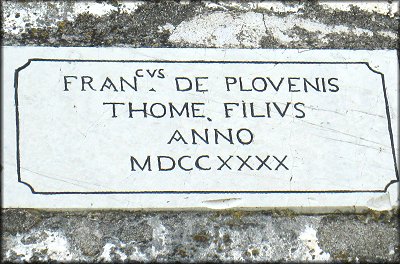 FRANCVS. DE PLOVENIS
THOME. FILIVS
ANNO
MDCCXXXX